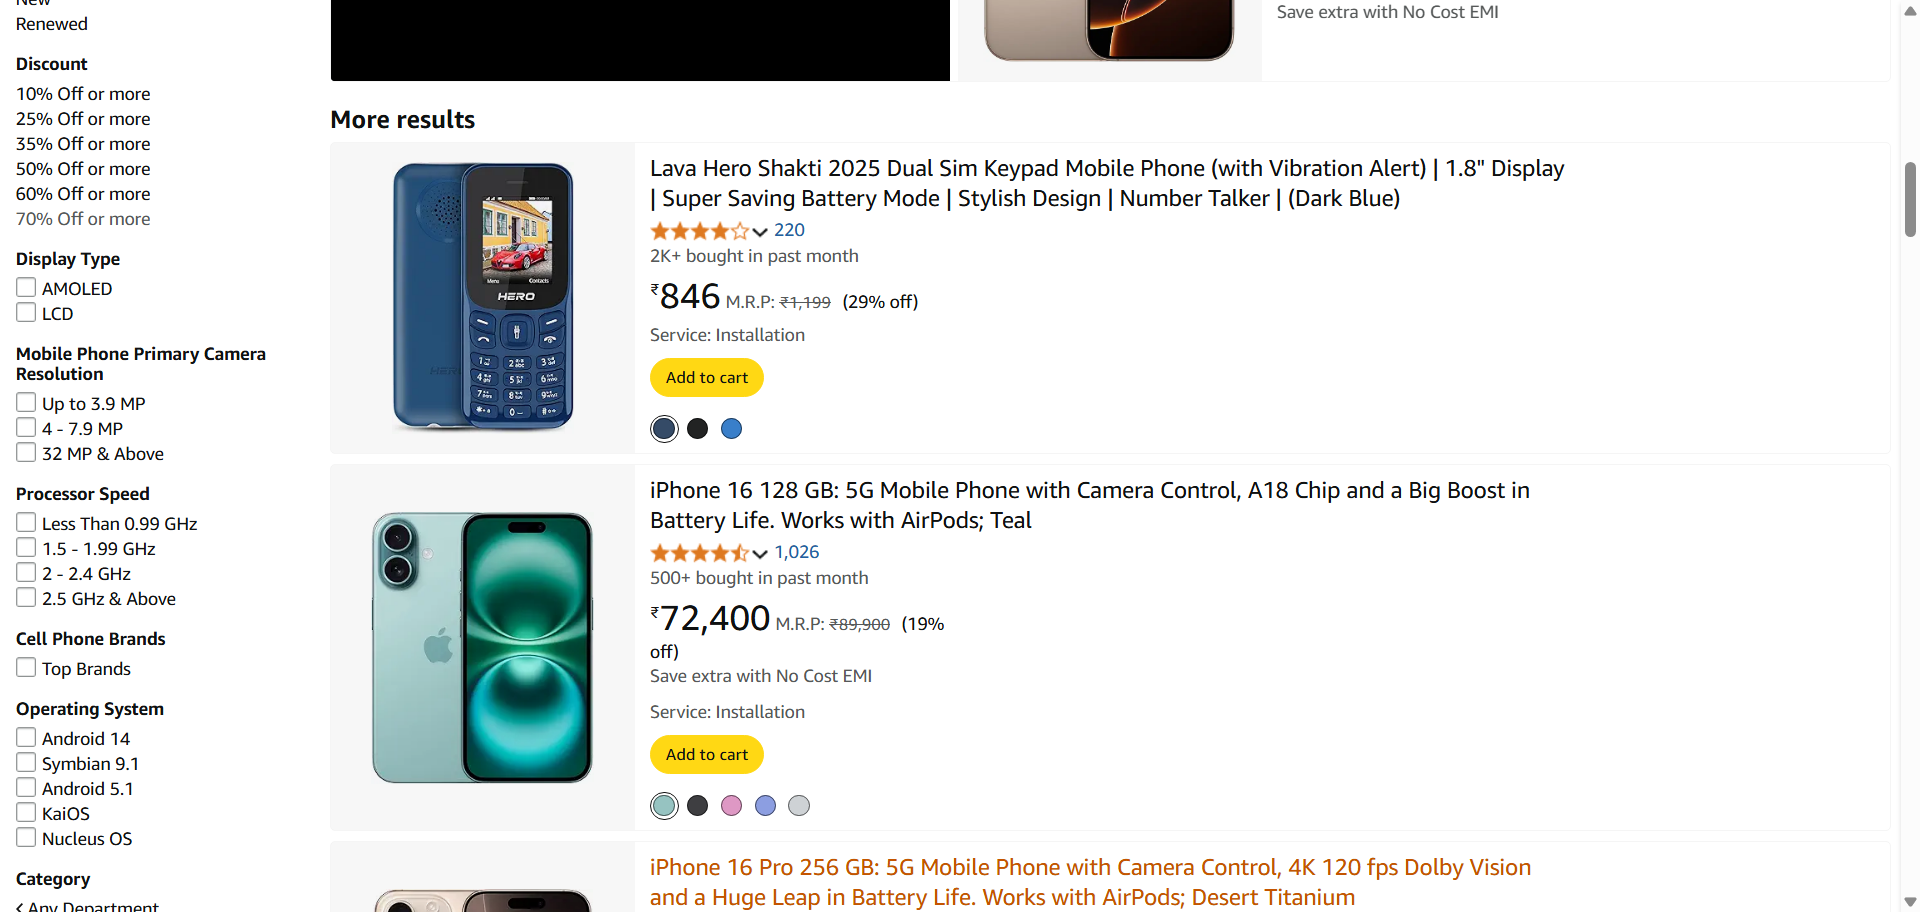 New
Renewed
Discount
10% Off or more
25% Off or more
35% Off or more
50% Off or more
60% Off or more
70% Off or more
Display Type
AMOLED
LCD
Mobile Phone Primary Camera
Resolution
Up to 3.9 MP
4 - 7.9 MP
32 MP & Above
Processor Speed
Less Than 0.99 GHz
1.5 - 1.99 GHz
2 - 2.4 GHz
2.5 GHz & Above
Cell Phone Brands
Top Brands
Operating System
Android 14
Symbian 9.1
Android 5.1
KaiOS
Nucleus OS
Category
Any Department
Save extra with No Cost EMI
More results
Menu Contacts
HERO
Lava Hero Shakti 2025 Dual Sim Keypad Mobile Phone (with Vibration Alert) | 1.8" Display
| Super Saving Battery Mode | Stylish Design | Number Talker | (Dark Blue)
220
2K+ bought in past month
₹846 M.R.P: ₹1,199 (29% off)
Service: Installation
Add to cart
iPhone 16 128 GB: 5G Mobile Phone with Camera Control, A18 Chip and a Big Boost in
Battery Life. Works with AirPods; Teal
1,026
500+ bought in past month
₹72,400 M.R.P: ₹89,900 (19%
off)
Save extra with No Cost EMI
Service: Installation
Add to cart
iPhone 16 Pro 256 GB: 5G Mobile Phone with Camera Control, 4K 120 fps Dolby Vision
and a Huge Leap in Battery Life. Works with AirPods; Desert Titanium